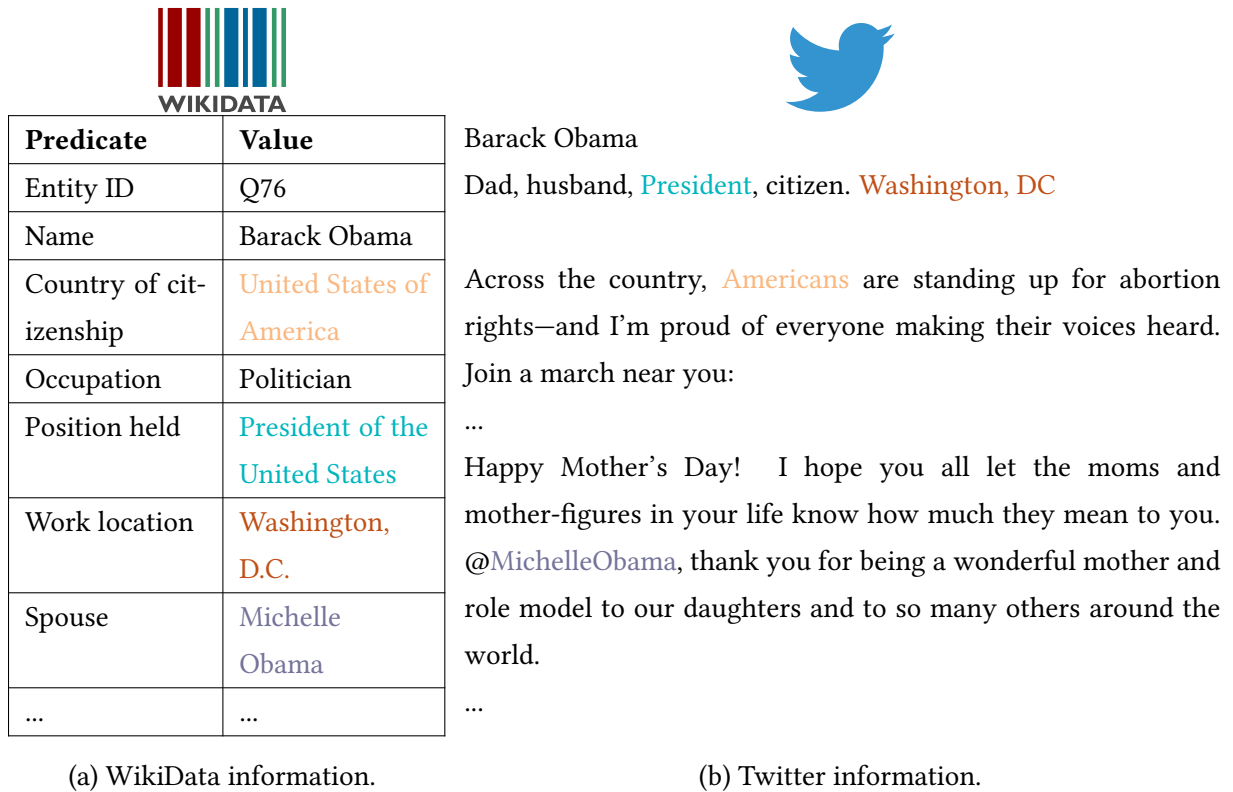 WIKIDATA
Predicate Value
Entity ID Q76
Name Barack Obama
Country of cit-
izenship
United States of
America
Occupation Politician
Position held
President of the
United States
Work location
Washington,
D.C.
Spouse
Michelle
Obama
... ...
(a) WikiData information.
Barack Obama
Dad, husband, President, citizen. Washington, DC
Across the country, Americans are standing up for abortion
rights—and I'm proud of everyone making their voices heard.
Join a march near you:
...
Happy Mother's Day! I hope you all let the moms and
mother-figures in your life know how much they mean to you.
@MichelleObama, thank you for being a wonderful mother and
role model to our daughters and to so many others around the
world.
...
(b) Twitter information.